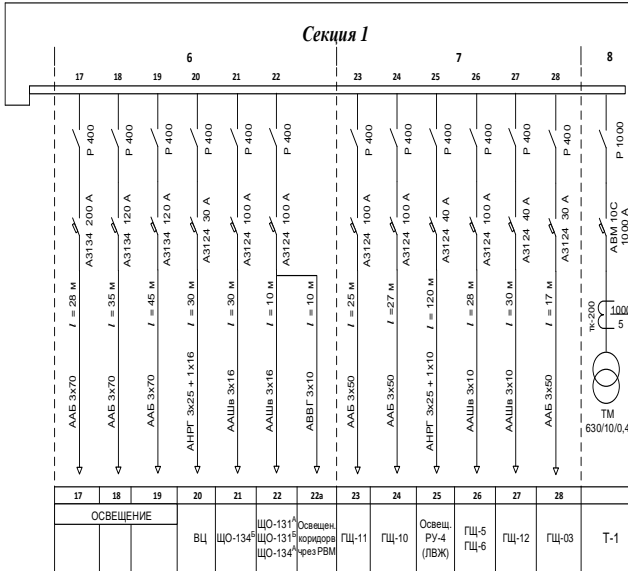 Секция 1
6
7
8
17
18
19
20
21
22
23
24
25
26
27
28
Р 400
Р 400
Р 400
Р 400
Р 400
Р 400
Р 400
Р 400
Р 400
Р 400
Р 400
Р 400
Р 1000
А3134 200 А
А3134 120 А
А3134 120 А
А3124 30 А
А3124 100 А
А3124 100 А
А3124 100 А
А3124 100 А
А3124 40 А
А3124 100 А
А3124 40 А
А3124 30 А
АВМ 10С
1000 А
l = 28 м
l = 35 м
l = 45 м
l = 30 м
l = 30 м
l = 10 м
l = 10 м
l = 25 м
l =27 м
l = 120 м
l = 28 м
l = 30 м
l = 17 м
тк-200
1000
5
ААБ 3х70
ААБ 3х70
ААБ 3х70
АНРГ 3х25 + 1х16
ААШв 3х16
ААШв 3х16
АВВГ 3х10
ААБ 3х50
ААБ 3х50
АНРГ 3х25 + 1х10
ААШв 3х10
ААШв 3х10
ААБ 3х50
ТМ
630/10/0,4
17
18
19
20
21
22
22а
23
24
25
26
27
28
ОСВЕЩЕНИЕ
ВЦ
ЩО-134Б
ЩО-131А
ЩО-131Б
ЩО-134А
Освещен.
коридорв
чрез РВМ
ГЩ-11
ГЩ-10
Освещ.
РУ-4
(ЛВЖ)
ГЩ-5
ГЩ-6
ГЩ-12
ГЩ-03
Т-1